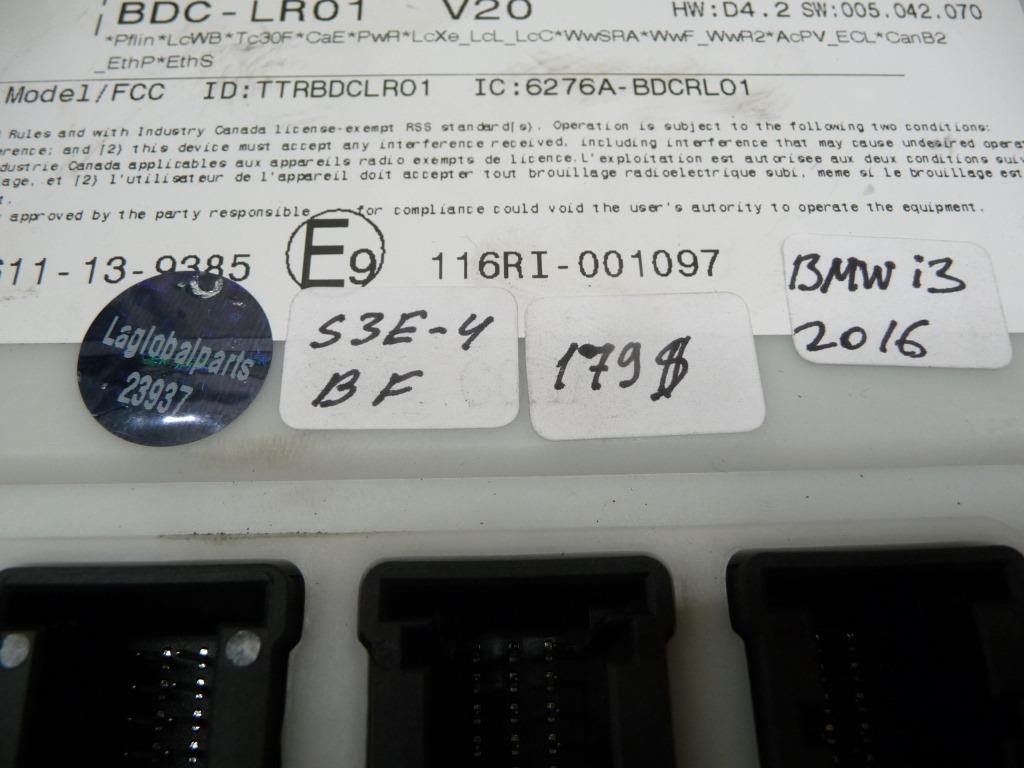 BDC-LR01 V20 HW:D4.2 SW:005.042.070
*Pflin*LcWB*Tc30F*CaE*PwR*LcXe_LcL_LcC*WwSRA*WwF_WwR2*AcPV_ECL*CanB2
_EthP*EthS
Model/FCC ID:TTRBDCLR01 IC:6276A-BDCRL01
Rules and with Industry Canada license-exempt RSS standard(s). Operation is subject to the following two conditions:
erence; and (2) this device must accept any interference received, including interference that may cause undesired opera
dustrie Canada applicables aux appareils radio exempts de licence.L'exploitation est autorisee aux deux conditions suiv
age, et (2) l'utilisateur de l'appareil doit accepter tout brouillage radioelectrique subi, meme si le brouillage est
t.
approved by the party responsible for compliance could void the user's autority to operate the equipment.
611-13-9385 E9 116RI-001097
BMW i3
2016
Laglobalparts
23937
S3E-4
BF
179$